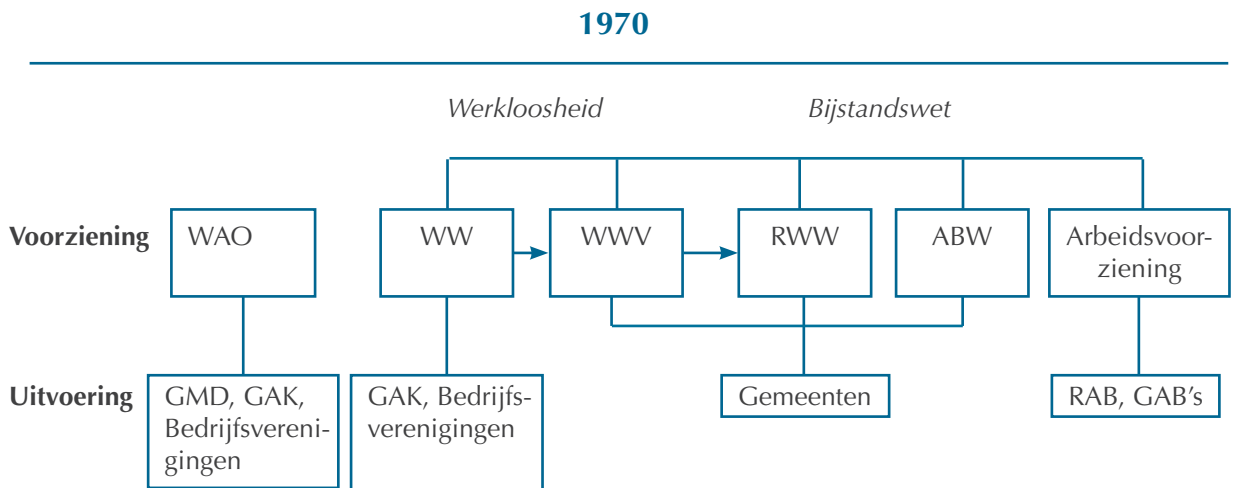 1970
Werkloosheid Bijstandswet
Voorziening WAO WW WWV RWW ABW Arbeidsvoor-
ziening
Uitvoering GMD, GAK, GAK, Bedrijfs- Gemeenten RAB, GAB’s
Bedrijfsvereni- verenigingen
gingen